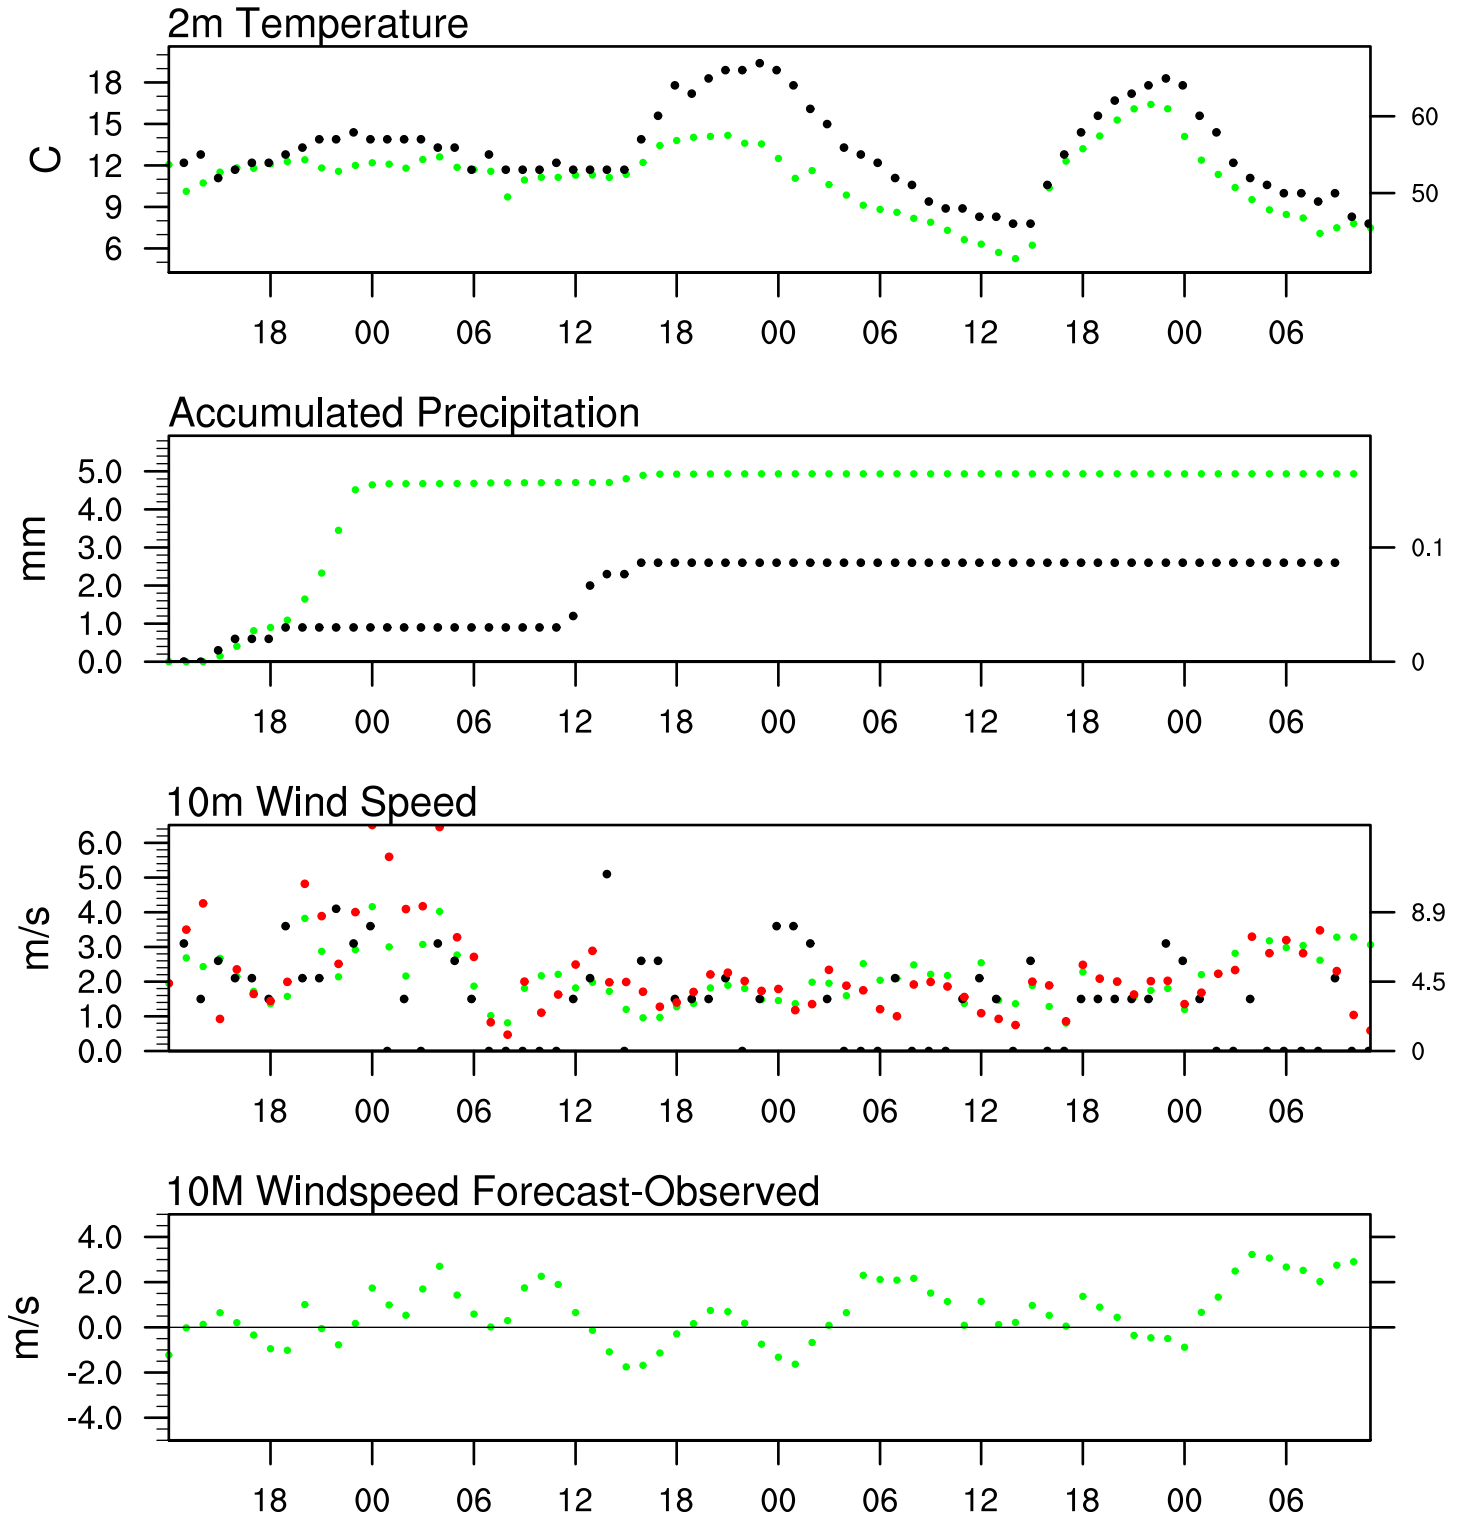 2m Temperature
18
15
12
9
6
C
60
50
18 00 06 12 18 00 06 12 18 00 06
Accumulated Precipitation
5.0
4.0
3.0
2.0
1.0
0.0
mm
0.1
0
18 00 06 12 18 00 06 12 18 00 06
10m Wind Speed
6.0
5.0
4.0
3.0
2.0
1.0
0.0
m/s
8.9
4.5
0
18 00 06 12 18 00 06 12 18 00 06
10M Windspeed Forecast-Observed
4.0
2.0
0.0
-2.0
-4.0
m/s
18 00 06 12 18 00 06 12 18 00 06